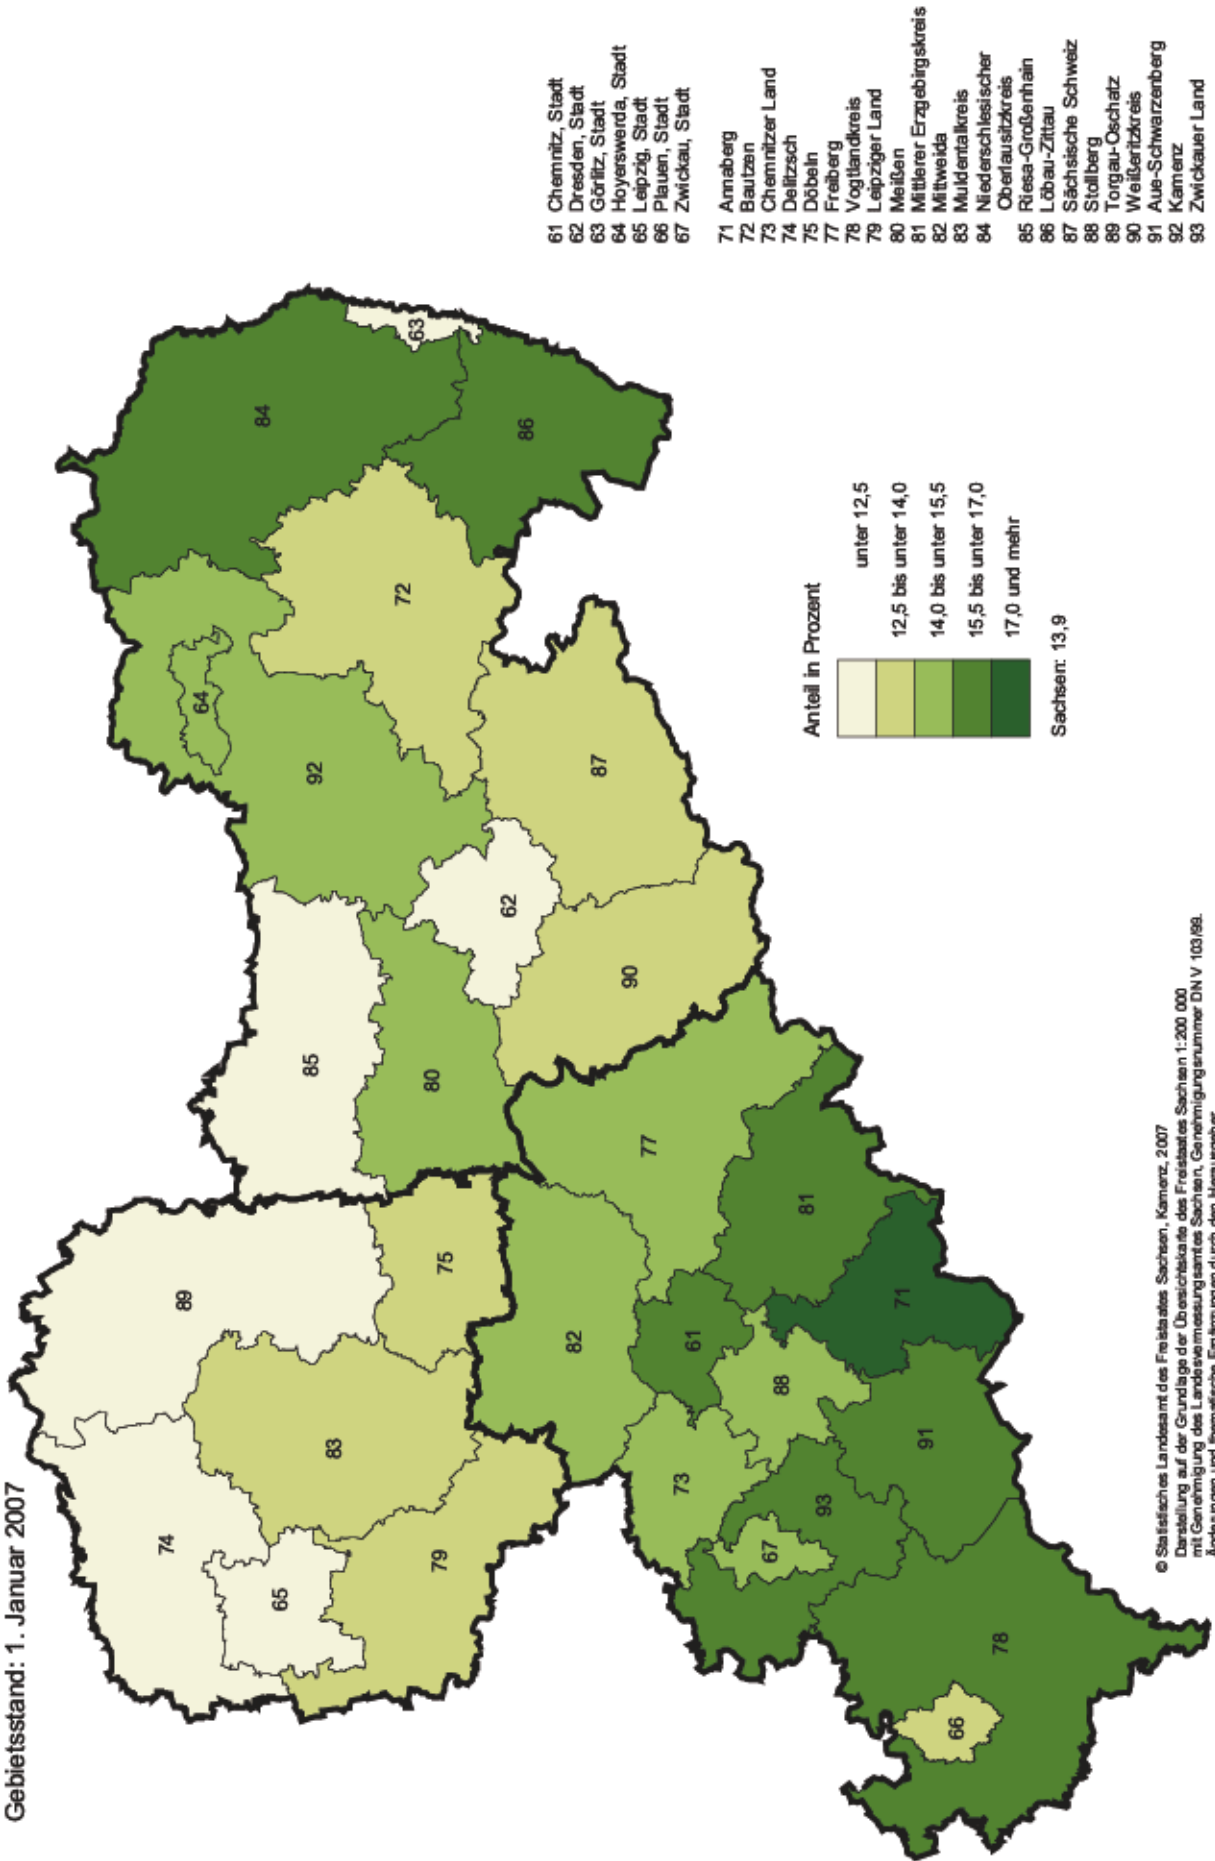 Gebietsstand: 1. Januar 2007
84
63
86
72
64
92
87
62
90
85
80
77
81
89
75
82
71
61
88
83
73
91
74
93
67
65
79
78
66
Anteil in Prozent
unter 12,5
12,5 bis unter 14,0
14,0 bis unter 15,5
15,5 bis unter 17,0
17,0 und mehr
Sachsen: 13,9
61 Chemnitz, Stadt
62 Dresden, Stadt
63 Görlitz, Stadt
64 Hoyerswerda, Stadt
65 Leipzig, Stadt
66 Plauen, Stadt
67 Zwickau, Stadt
71 Annaberg
72 Bautzen
73 Chemnitzer Land
74 Delitzsch
75 Döbeln
77 Freiberg
78 Vogtlandkreis
79 Leipziger Land
80 Meißen
81 Mittlerer Erzgebirgskreis
82 Mittweida
83 Muldentalkreis
84 Niederschlesischer
Oberlausitzkreis
85 Riesa-Großenhain
86 Löbau-Zittau
87 Sächsische Schweiz
88 Stollberg
89 Torgau-Oschatz
90 Weißeritzkreis
91 Aue-Schwarzenberg
92 Kamenz
93 Zwickauer Land
© Statistisches Landesamt des Freistaates Sachsen, Kamenz, 2007
Darstellung auf der Grundlage der Übersichtskarte des Freistaates Sachsen 1:200 000
mit Genehmigung des Landesvermessungsamtes Sachsen, Genehmigungsnummer DN V 103/99.
Änderungen und thematische Ergänzungen durch den Herausgeber.